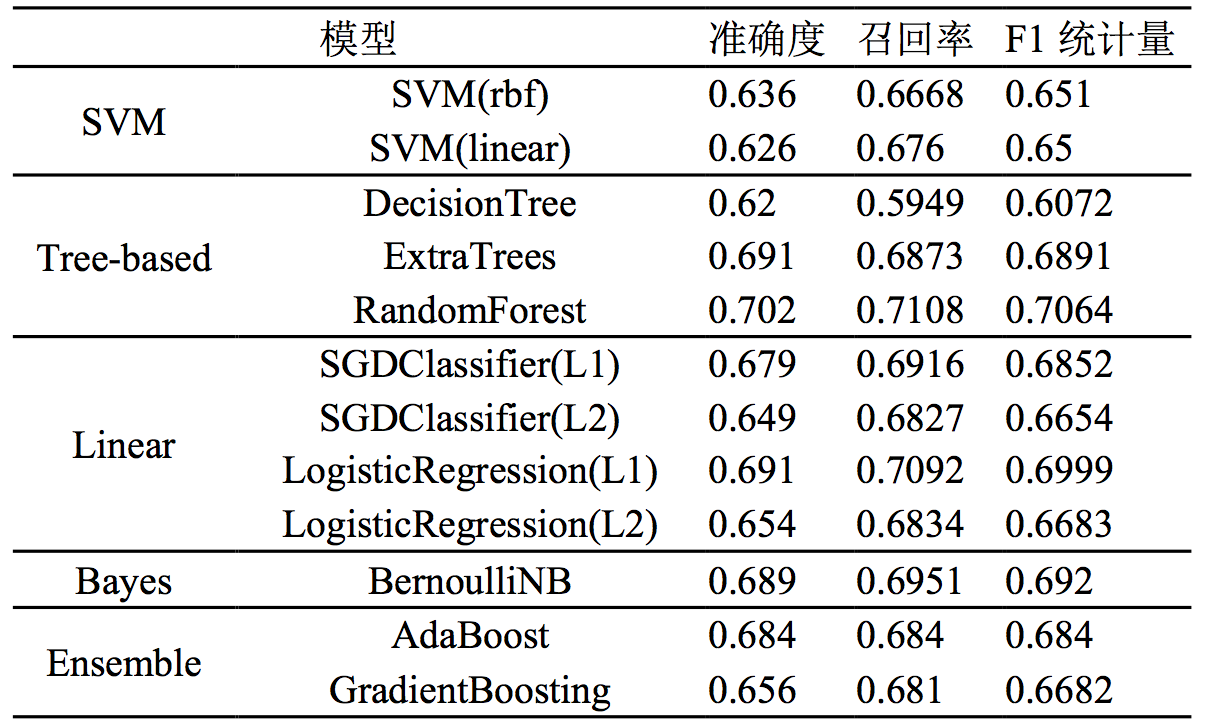 模型 准确度 召回率 F1 统计量
SVM SVM(rbf) 0.636 0.6668 0.651
SVM(linear) 0.626 0.676 0.65
Tree-based DecisionTree 0.62 0.5949 0.6072
ExtraTrees 0.691 0.6873 0.6891
RandomForest 0.702 0.7108 0.7064
Linear SGDClassifier(L1) 0.679 0.6916 0.6852
SGDClassifier(L2) 0.649 0.6827 0.6654
LogisticRegression(L1) 0.691 0.7092 0.6999
LogisticRegression(L2) 0.654 0.6834 0.6683
Bayes BernoulliNB 0.689 0.6951 0.692
Ensemble AdaBoost 0.684 0.684 0.684
GradientBoosting 0.656 0.681 0.6682